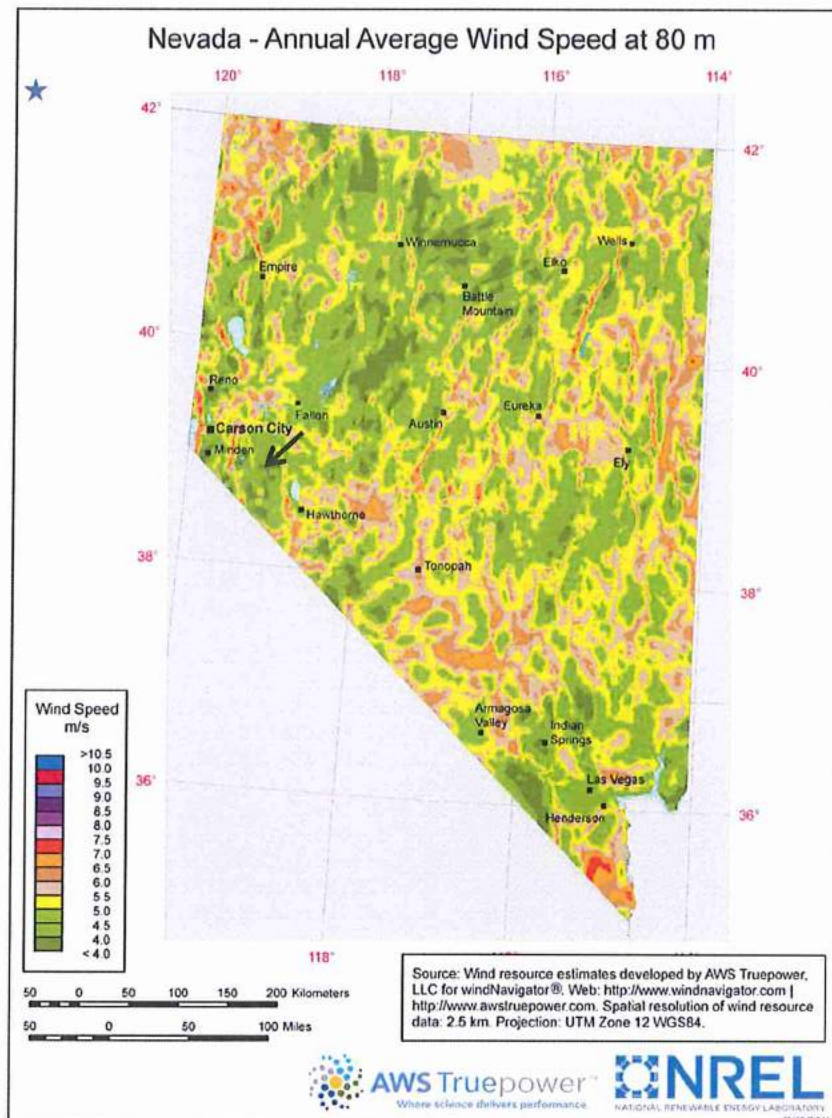 Nevada - Annual Average Wind Speed at 80 m
120°
118°
116°
114°
42°
42°
Winnemucca
Wells
Empire
Elko
Battle
Mountain
40°
40°
Reno
Fallon
Austin
Eureka
Carson City
Minden
Ely
Hawthorne
38°
Tonopah
38°
Armagosa
Valley
Indian
Springs
36°
Las Vegas
36°
Henderson
118°
Wind Speed
m/s
>10.5
10.0
9.5
9.0
8.5
8.0
7.5
7.0
6.5
6.0
5.5
5.0
4.5
4.0
< 4.0
50 0 50 100 150 200 Kilometers
50 0 50 100 Miles
Source: Wind resource estimates developed by AWS Truepower,
LLC for windNavigator®. Web: http://www.windnavigator.com |
http://www.awstruepower.com. Spatial resolution of wind resource
data: 2.5 km. Projection: UTM Zone 12 WGS84.
AWS Truepower™
Where science delivers performance.
NREL
NATIONAL RENEWABLE ENERGY LABORATORY